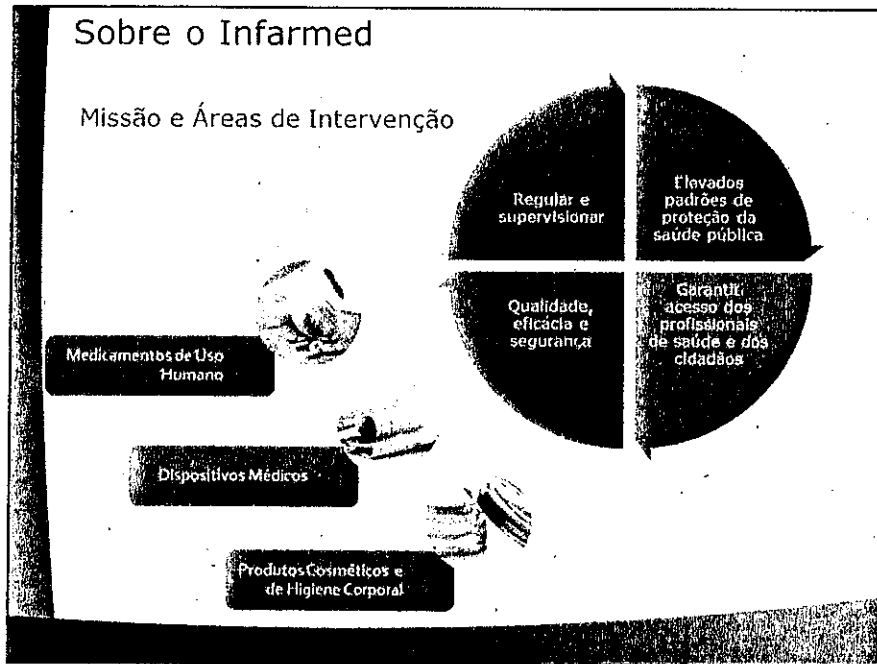 Sobre o Infarmed
Missão e Áreas de Intervenção
Regular e
supervisionar
Elevados
padrões de
proteção da
saúde pública
Qualidade,
eficácia e
segurança
Garantir
acesso dos
profissionais
de saúde e dos
cidadãos
Medicamentos de Uso
Humano
Dispositivos Médicos
Produtos Cosméticos e
de Higiene Corporal